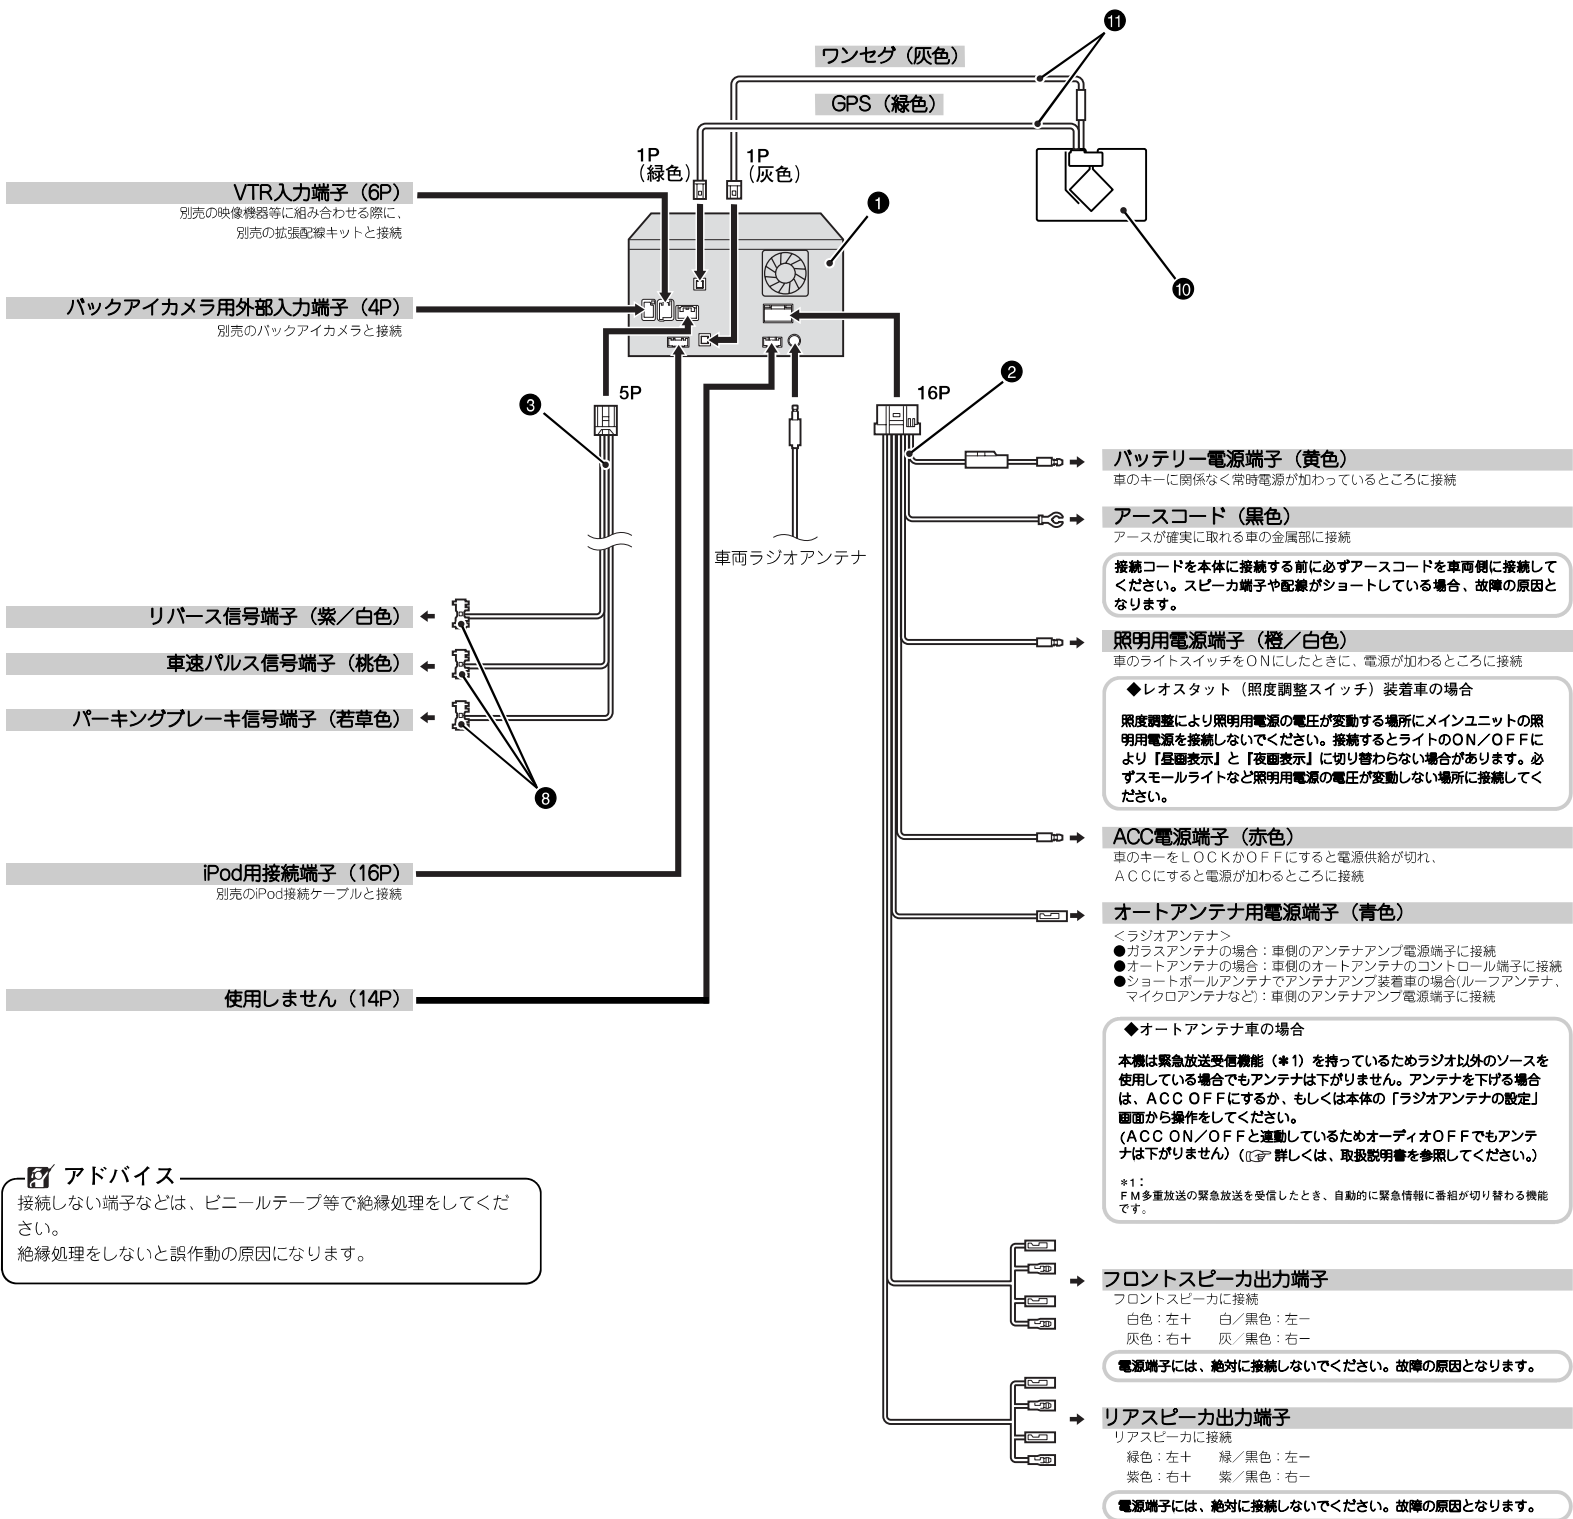 ⓫
ワンセグ（灰色）
GPS（緑色）
1P
（緑色）
1P
（灰色）
❶
❿
VTR入力端子（6P）
別売の映像機器等に組み合わせる際に、
別売の拡張配線キットと接続
バックアイカメラ用外部入力端子（4P）
別売のバックアイカメラと接続
❸
5P
❷
16P
車両ラジオアンテナ
リバース信号端子（紫／白色）
車速パルス信号端子（桃色）
パーキングブレーキ信号端子（若草色）
❽
iPod用接続端子（16P）
別売のiPod接続ケーブルと接続
使用しません（14P）
アドバイス
接続しない端子などは、ビニールテープ等で絶縁処理をしてくだ
さい。
絶縁処理をしないと誤作動の原因になります。
バッテリー電源端子（黄色）
車のキーに関係なく常時電源が加わっているところに接続
アースコード（黒色）
アースが確実に取れる車の金属部に接続
接続コードを本体に接続する前に必ずアースコードを車両側に接続して
ください。スピーカ端子や配線がショートしている場合、故障の原因と
なります。
照明用電源端子（橙／白色）
車のライトスイッチをＯＮにしたときに、電源が加わるところに接続
◆レオスタット（照度調整スイッチ）装着車の場合
照度調整により照明用電源の電圧が変動する場所にメインユニットの照
明用電源を接続しないでください。接続するとライトのＯＮ／ＯＦＦに
より『昼画表示』と『夜画表示』に切り替わらない場合があります。必
ずスモールライトなど照明用電源の電圧が変動しない場所に接続してく
ださい。
ACC電源端子（赤色）
車のキーをＬＯＣＫかＯＦＦにすると電源供給が切れ、
ＡＣＣにすると電源が加わるところに接続
オートアンテナ用電源端子（青色）
＜ラジオアンテナ＞
●ガラスアンテナの場合：車側のアンテナアンプ電源端子に接続
●オートアンテナの場合：車側のオートアンテナのコントロール端子に接続
●ショートポールアンテナでアンテナアンプ装着車の場合(ルーフアンテナ、
マイクロアンテナなど)：車側のアンテナアンプ電源端子に接続
◆オートアンテナ車の場合
本機は緊急放送受信機能（＊1）を持っているためラジオ以外のソースを
使用している場合でもアンテナは下がりません。アンテナを下げる場合
は、ＡＣＣ ＯＦＦにするか、もしくは本体の「ラジオアンテナの設定」
画面から操作をしてください。
(ＡＣＣ ＯＮ／ＯＦＦと連動しているためオーディオＯＦＦでもアンテ
ナは下がりません）（☞ 詳しくは、取扱説明書を参照してください。）
＊1：
ＦＭ多重放送の緊急放送を受信したとき、自動的に緊急情報に番組が切り替わる機能
です。
フロントスピーカ出力端子
フロントスピーカに接続
白色：左＋ 白／黒色：左－
灰色：右＋ 灰／黒色：右－
電源端子には、絶対に接続しないでください。故障の原因となります。
リアスピーカ出力端子
リアスピーカに接続
緑色：左＋ 緑／黒色：左－
紫色：右＋ 紫／黒色：右－
電源端子には、絶対に接続しないでください。故障の原因となります。